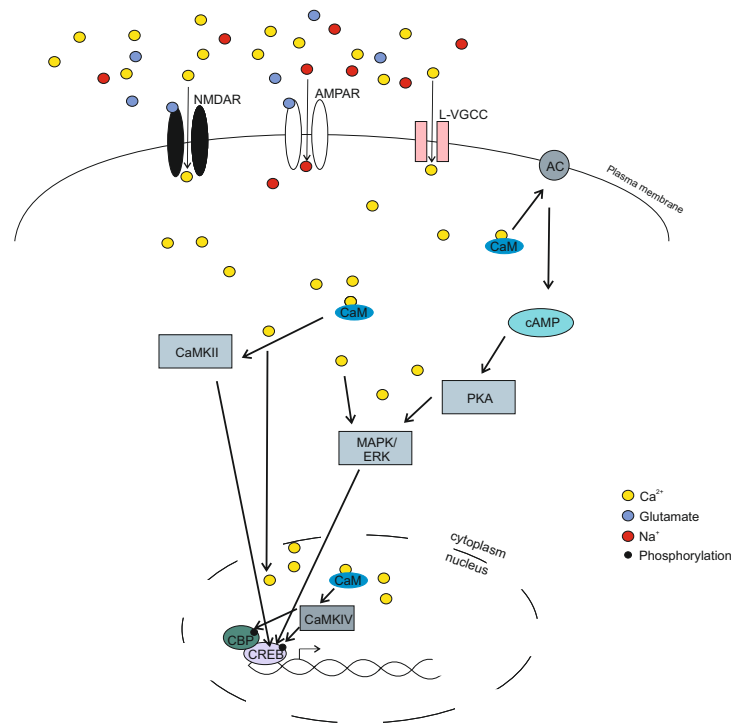 NMDAR
AMPAR
L-VGCC
AC
Plasma membrane
CaM
CaM
cAMP
CaMKII
PKA
MAPK/
ERK
Ca²⁺
Glutamate
Na⁺
Phosphorylation
cytoplasm
nucleus
CaM
CaMKIV
CBP
CREB